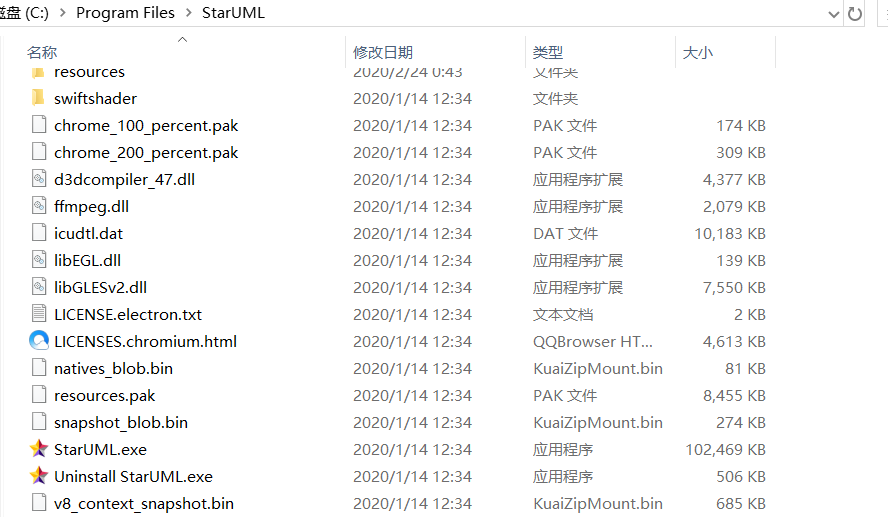 磁盘 (C:) > Program Files > StarUML
名称 修改日期 类型 大小
resources 2020/2/24 0:43 文件夹
swiftshader 2020/1/14 12:34 文件夹
chrome_100_percent.pak 2020/1/14 12:34 PAK 文件 174 KB
chrome_200_percent.pak 2020/1/14 12:34 PAK 文件 309 KB
d3dcompiler_47.dll 2020/1/14 12:34 应用程序扩展 4,377 KB
ffmpeg.dll 2020/1/14 12:34 应用程序扩展 2,079 KB
icudtl.dat 2020/1/14 12:34 DAT 文件 10,183 KB
libEGL.dll 2020/1/14 12:34 应用程序扩展 139 KB
libGLESv2.dll 2020/1/14 12:34 应用程序扩展 7,550 KB
LICENSE.electron.txt 2020/1/14 12:34 文本文档 2 KB
LICENSES.chromium.html 2020/1/14 12:34 QQBrowser HT... 4,613 KB
natives_blob.bin 2020/1/14 12:34 KuaiZipMount.bin 81 KB
resources.pak 2020/1/14 12:34 PAK 文件 8,455 KB
snapshot_blob.bin 2020/1/14 12:34 KuaiZipMount.bin 274 KB
StarUML.exe 2020/1/14 12:34 应用程序 102,469 KB
Uninstall StarUML.exe 2020/1/14 12:34 应用程序 506 KB
v8_context_snapshot.bin 2020/1/14 12:34 KuaiZipMount.bin 685 KB